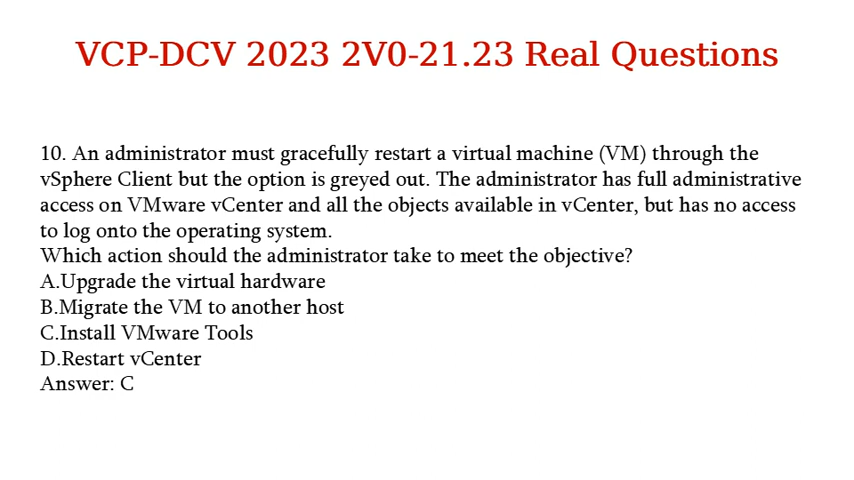 VCP-DCV 2023 2V0-21.23 Real Questions
10. An administrator must gracefully restart a virtual machine (VM) through the
vSphere Client but the option is greyed out. The administrator has full administrative
access on VMware vCenter and all the objects available in vCenter, but has no access
to log onto the operating system.
Which action should the administrator take to meet the objective?
A.Upgrade the virtual hardware
B.Migrate the VM to another host
C.Install VMware Tools
D.Restart vCenter
Answer: C